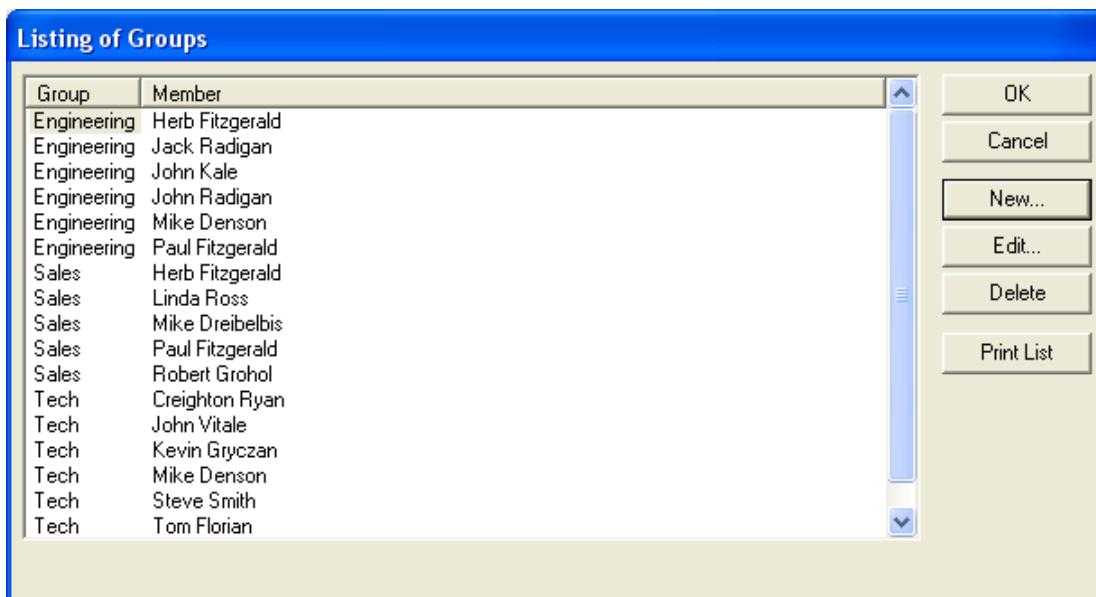 Listing of Groups
Group Member
Engineering Herb Fitzgerald
Engineering Jack Radigan
Engineering John Kale
Engineering John Radigan
Engineering Mike Denson
Engineering Paul Fitzgerald
Sales Herb Fitzgerald
Sales Linda Ross
Sales Mike Dreibelbis
Sales Paul Fitzgerald
Sales Robert Grohol
Tech Creighton Ryan
Tech John Vitale
Tech Kevin Gryczan
Tech Mike Denson
Tech Steve Smith
Tech Tom Florian
OK
Cancel
New...
Edit...
Delete
Print List